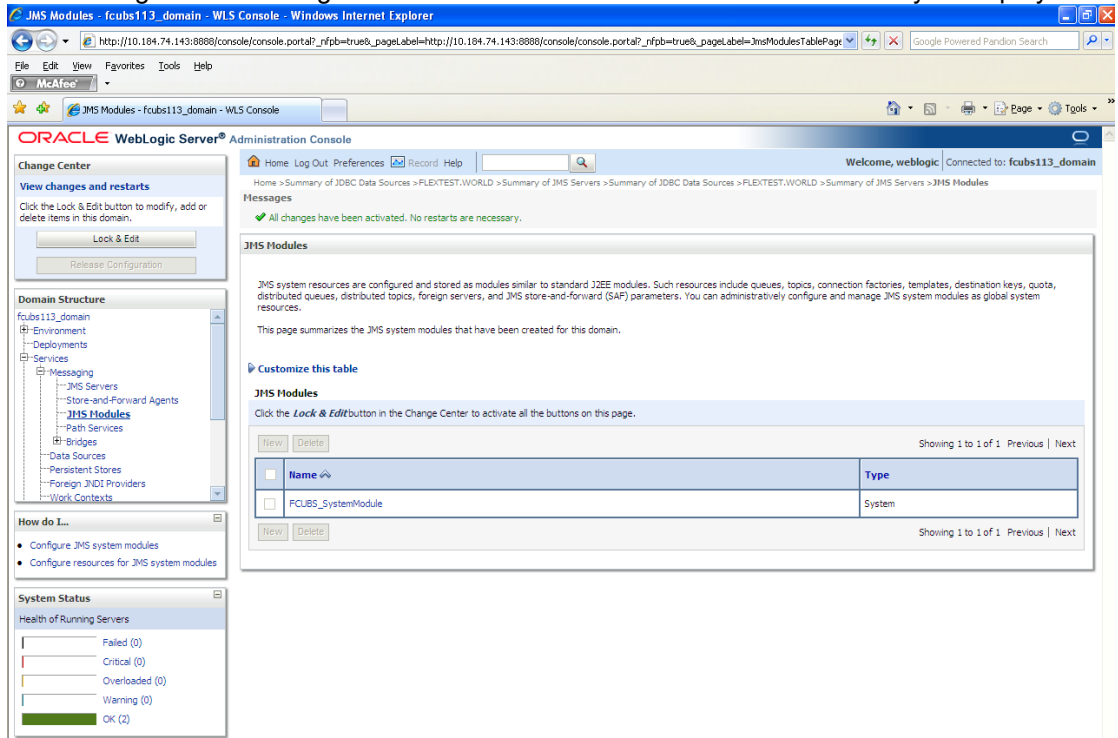 JMS Modules - fcubs113_domain - WLS Console - Windows Internet Explorer
http://10.184.74.143:8888/console/console.portal?_nfpb=true&_pageLabel=http://10.184.74.143:8888/console/console.portal?_nfpb=true&_pageLabel=JmsModulesTablePage
Google Powered Pandion Search
File Edit View Favorites Tools Help
McAfee
JMS Modules - fcubs113_domain - WLS Console
Page Tools
ORACLE WebLogic Server® Administration Console
Change Center
View changes and restarts
Click the Lock & Edit button to modify, add or
delete items in this domain.
Lock & Edit
Release Configuration
Domain Structure
fcubs113_domain
Environment
Deployments
Services
Messaging
JMS Servers
Store-and-Forward Agents
JMS Modules
Path Services
Bridges
Data Sources
Persistent Stores
Foreign JNDI Providers
Work Contexts
How do I...
Configure JMS system modules
Configure resources for JMS system modules
System Status
Health of Running Servers
Failed (0)
Critical (0)
Overloaded (0)
Warning (0)
OK (2)
Home Log Out Preferences Record Help
Welcome, weblogic Connected to: fcubs113_domain
Home >Summary of JDBC Data Sources >FLEXTEST.WORLD >Summary of JMS Servers >Summary of JDBC Data Sources >FLEXTEST.WORLD >Summary of JMS Servers >JMS Modules
Messages
All changes have been activated. No restarts are necessary.
JMS Modules
JMS system resources are configured and stored as modules similar to standard J2EE modules. Such resources include queues, topics, connection factories, templates, destination keys, quota,
distributed queues, distributed topics, foreign servers, and JMS store-and-forward (SAF) parameters. You can administratively configure and manage JMS system modules as global system
resources.
This page summarizes the JMS system modules that have been created for this domain.
Customize this table
JMS Modules
Click the Lock & Edit button in the Change Center to activate all the buttons on this page.
New Delete Showing 1 to 1 of 1 Previous | Next
Name Type
FCUBS_SystemModule System
New Delete Showing 1 to 1 of 1 Previous | Next